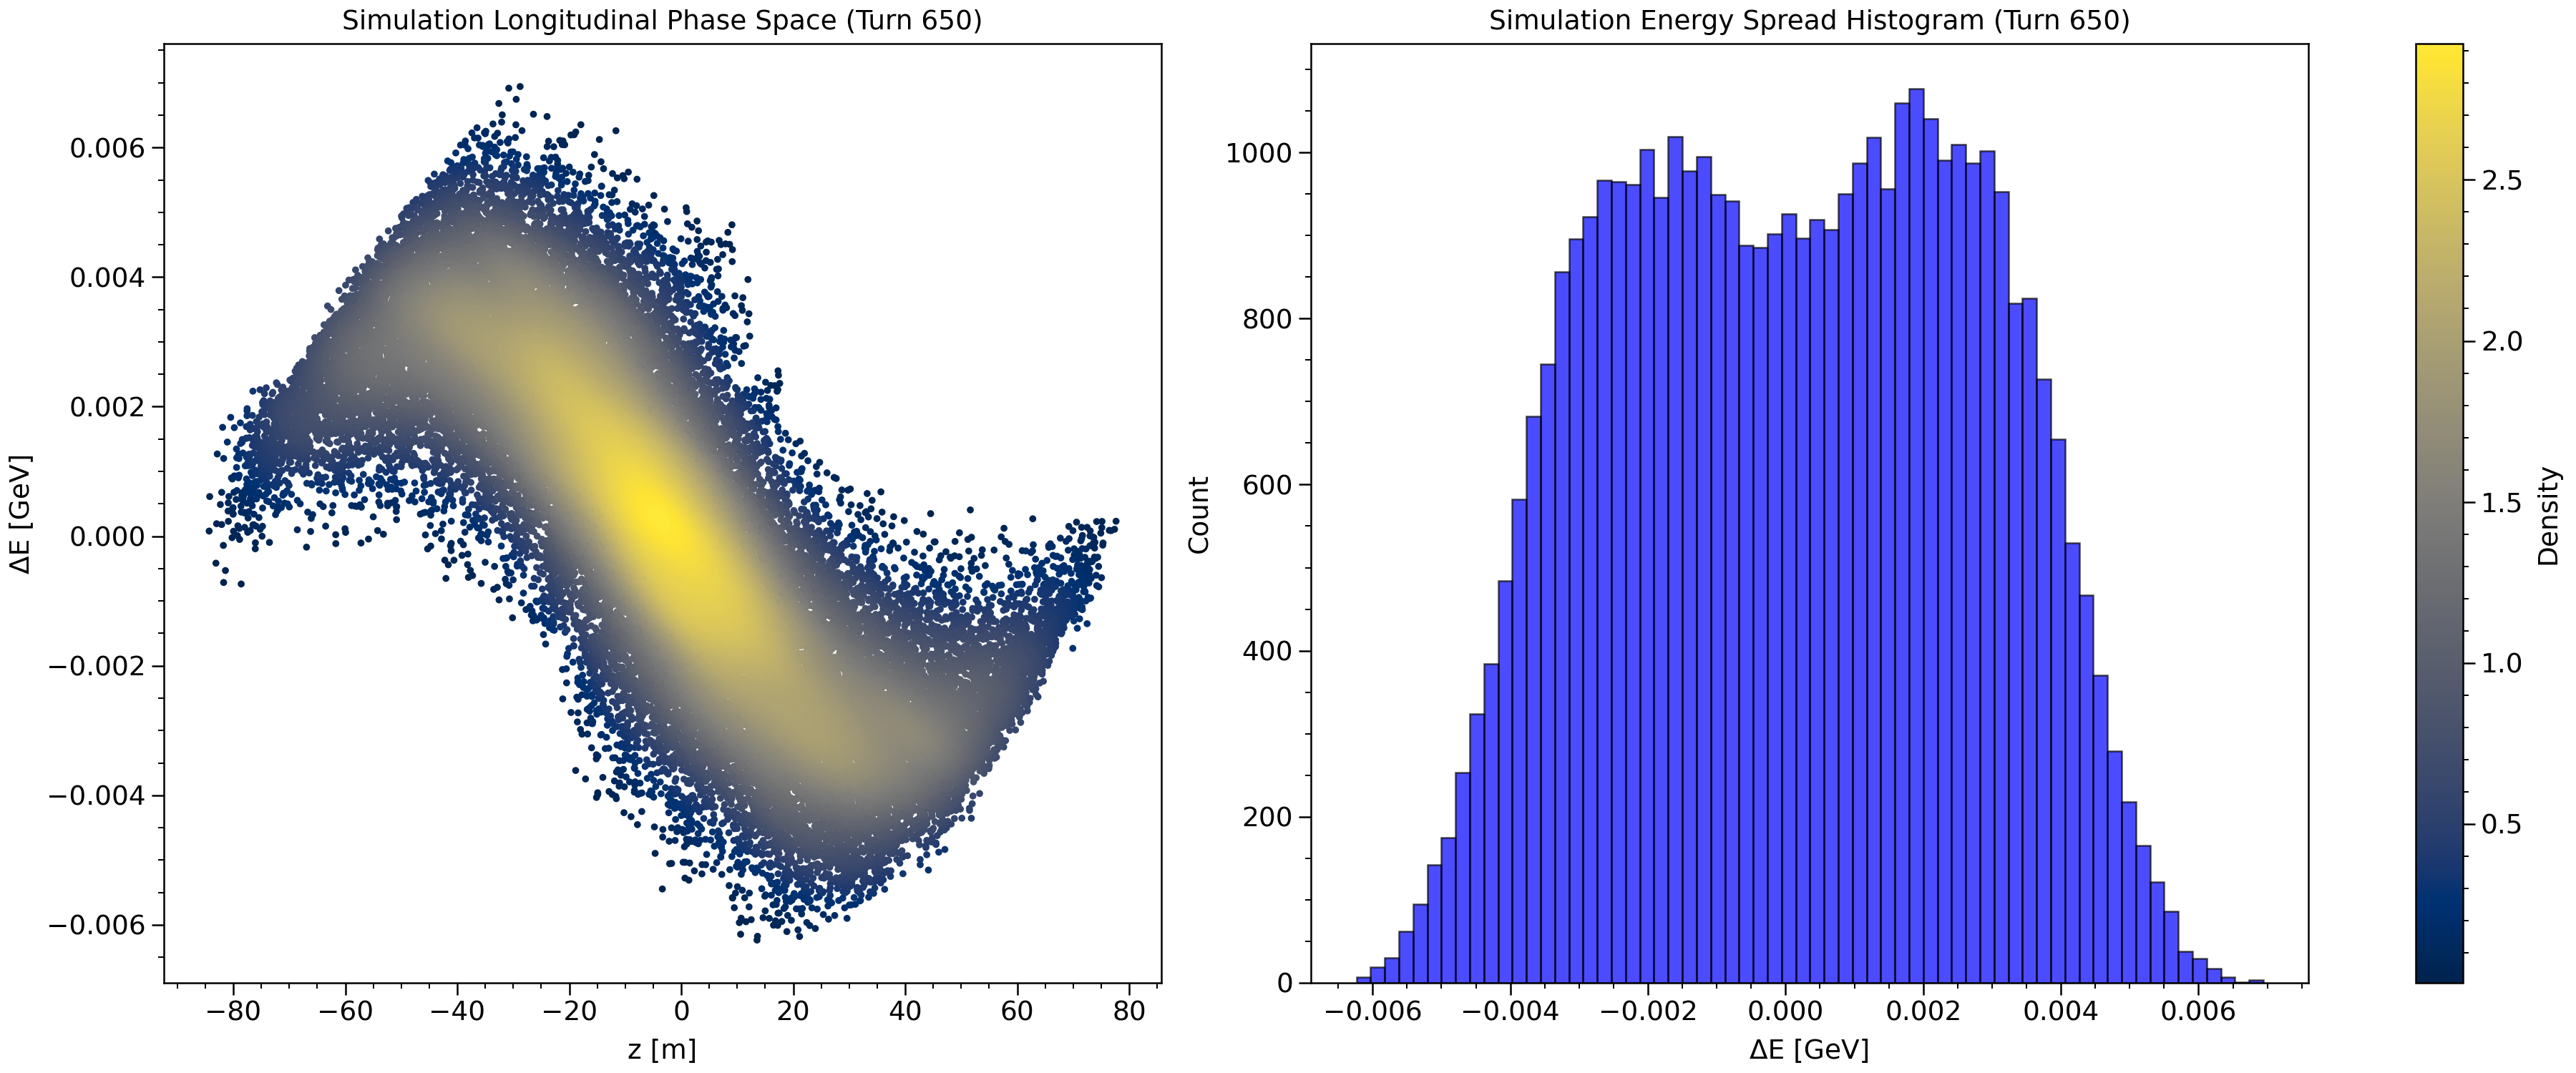 Simulation Longitudinal Phase Space (Turn 650)
0.006
0.004
0.002
0.000
−0.002
−0.004
−0.006
ΔE [GeV]
−80 −60 −40 −20 0 20 40 60 80
z [m]
Simulation Energy Spread Histogram (Turn 650)
1000
800
600
400
200
0
Count
−0.006 −0.004 −0.002 0.000 0.002 0.004 0.006
ΔE [GeV]
2.5
2.0
1.5
1.0
0.5
Density